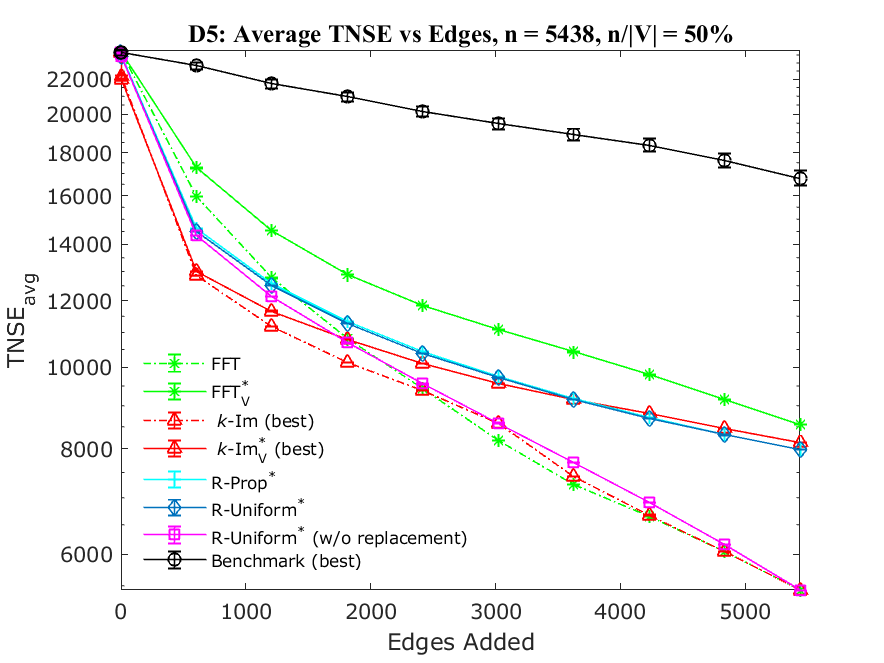 D5: Average TNSE vs Edges, n = 5438, n/|V| = 50%
22000
20000
18000
16000
14000
12000
10000
8000
6000
TNSE_avg
FFT
FFT*_V
k-Im (best)
k-Im*_V (best)
R-Prop*
R-Uniform*
R-Uniform* (w/o replacement)
Benchmark (best)
0 1000 2000 3000 4000 5000
Edges Added